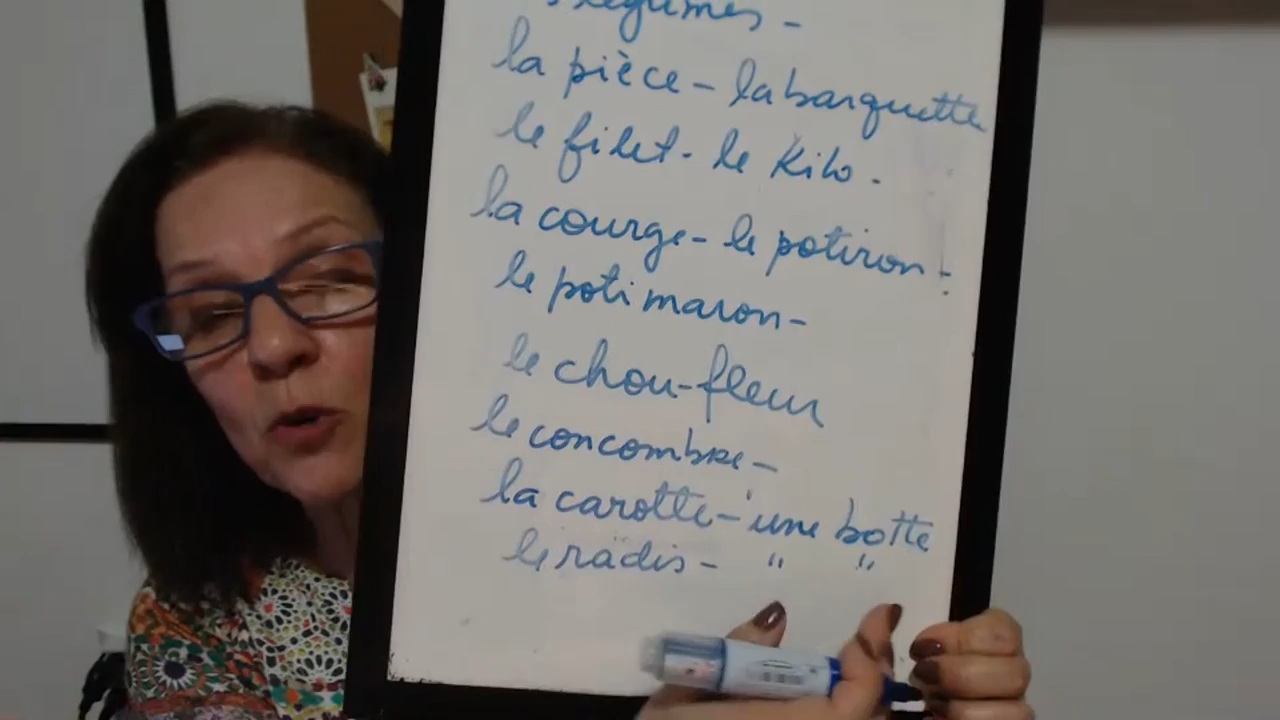 légumes -
la pièce - la barquette
le filet - le Kilo -
la courge - le potiron -
le potimaron -
le chou-fleur
le concombre -
la carotte - une botte
le radis - " "